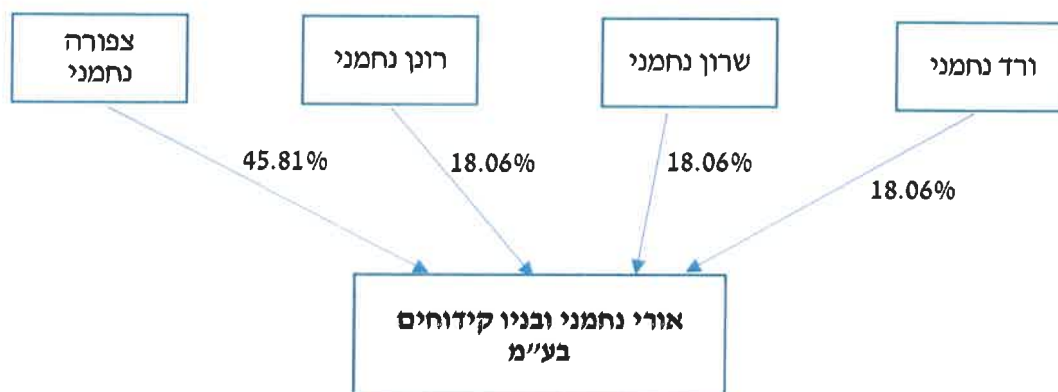 ורד נחמני
שרון נחמני
רונן נחמני
צפורה
נחמני
18.06%
18.06%
18.06%
45.81%
אורי נחמני ובניו קידוחים
בע״מ